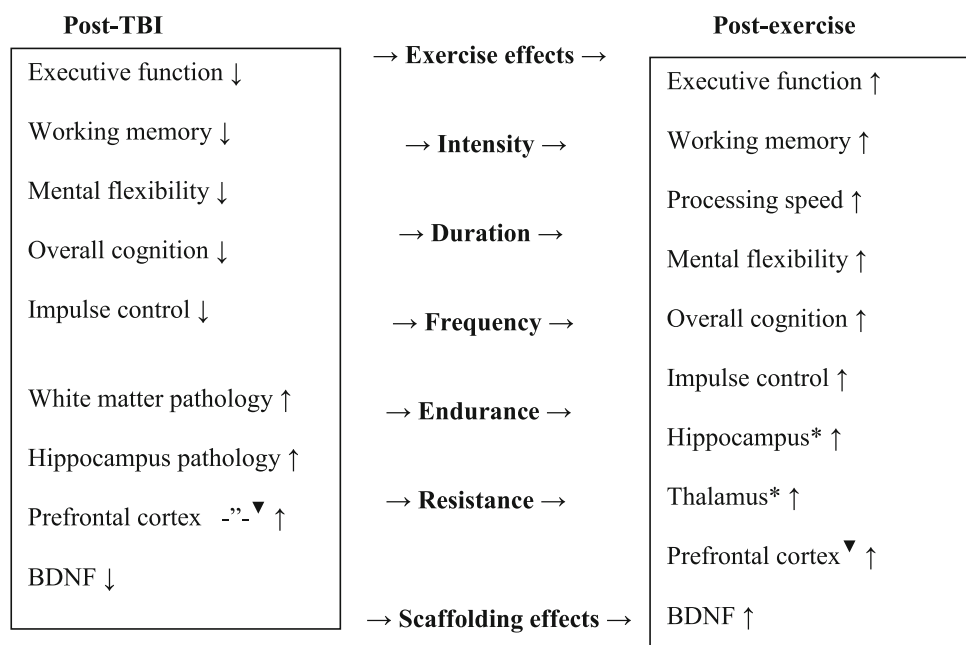 Post-TBI
Executive function ↓
Working memory ↓
Mental flexibility ↓
Overall cognition ↓
Impulse control ↓
White matter pathology ↑
Hippocampus pathology ↑
Prefrontal cortex -”-▼ ↑
BDNF ↓
→ Exercise effects →
→ Intensity →
→ Duration →
→ Frequency →
→ Endurance →
→ Resistance →
→ Scaffolding effects →
Post-exercise
Executive function ↑
Working memory ↑
Processing speed ↑
Mental flexibility ↑
Overall cognition ↑
Impulse control ↑
Hippocampus* ↑
Thalamus* ↑
Prefrontal cortex▼ ↑
BDNF ↑